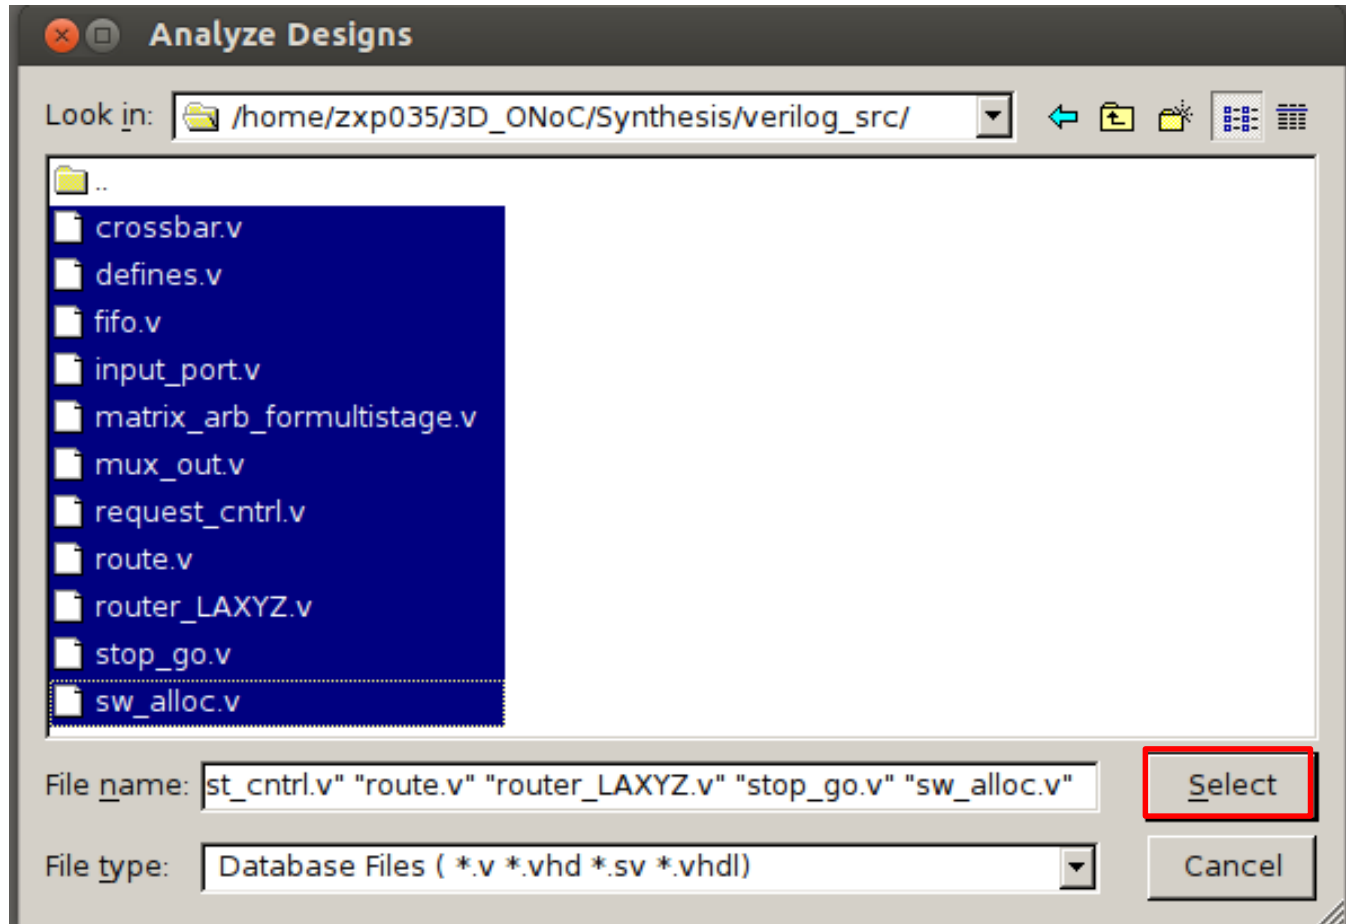 Analyze Designs
Look in: /home/zxp035/3D_ONoC/Synthesis/verilog_src/
..
crossbar.v
defines.v
fifo.v
input_port.v
matrix_arb_formultistage.v
mux_out.v
request_cntrl.v
route.v
router_LAXYZ.v
stop_go.v
sw_alloc.v
File name: st_cntrl.v" "route.v" "router_LAXYZ.v" "stop_go.v" "sw_alloc.v" Select
File type: Database Files ( *.v *.vhd *.sv *.vhdl) Cancel